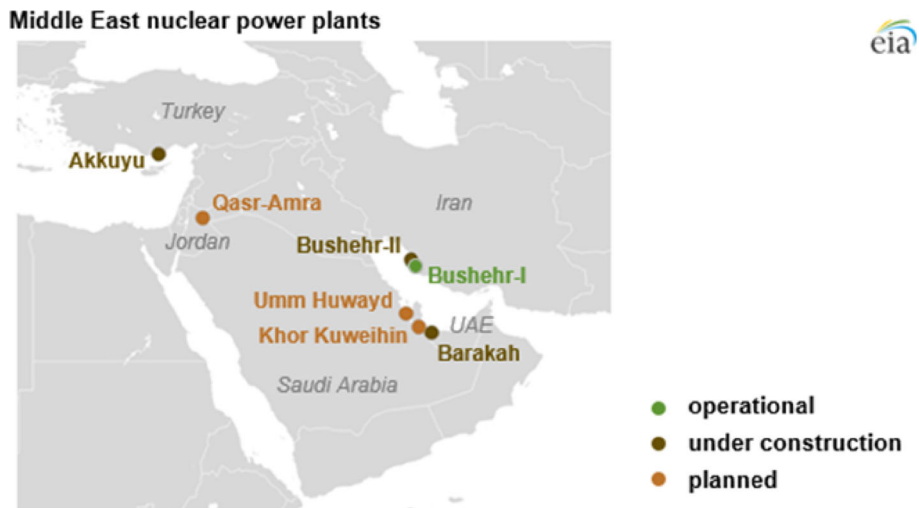 Middle East nuclear power plants
eia
Turkey
Akkuyu
Qasr-Amra
Iran
Jordan
Bushehr-II
Bushehr-I
Umm Huwayd
UAE
Khor Kuweihin
Barakah
Saudi Arabia
operational
under construction
planned